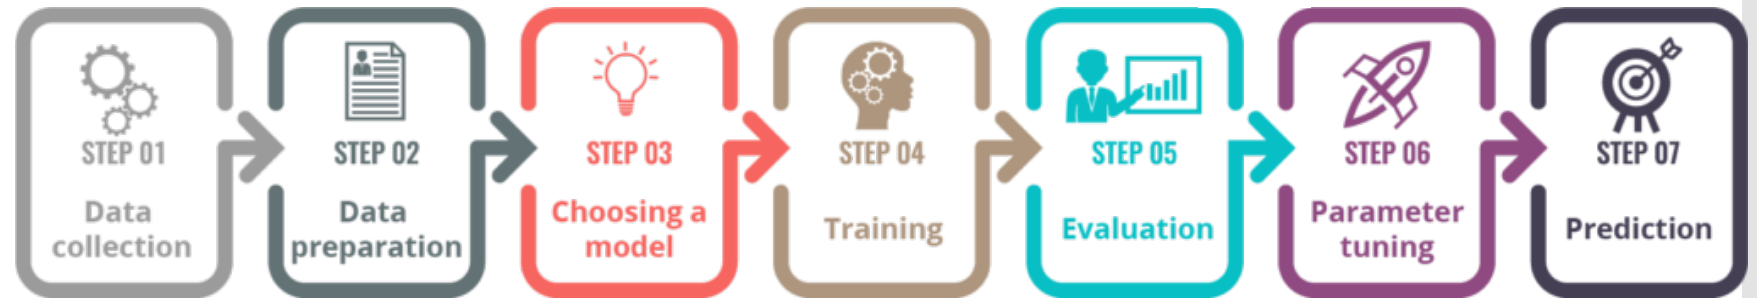 STEP 01
Data
collection
STEP 02
Data
preparation
STEP 03
Choosing a
model
STEP 04
Training
STEP 05
Evaluation
STEP 06
Parameter
tuning
STEP 07
Prediction